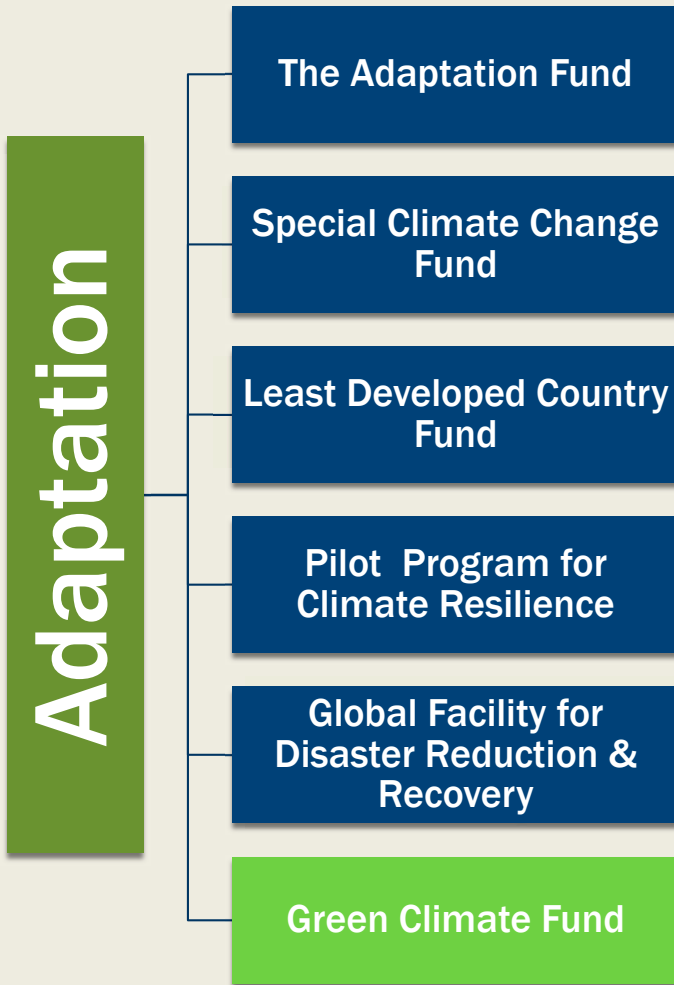 Adaptation
The Adaptation Fund
Special Climate Change
Fund
Least Developed Country
Fund
Pilot  Program for
Climate Resilience
Global Facility for
Disaster Reduction &
Recovery
Green Climate Fund